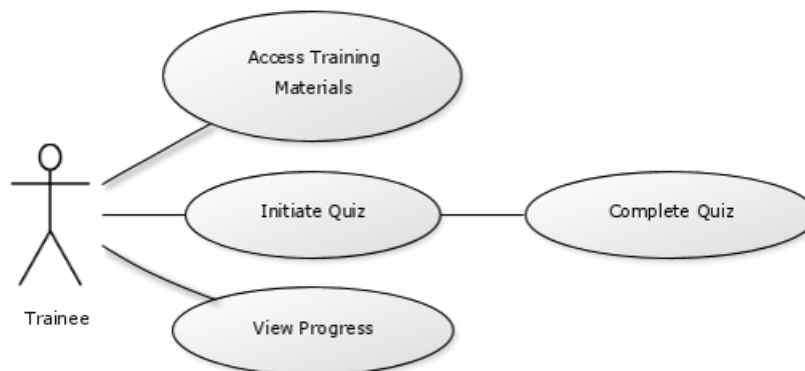 Access Training
Materials
Initiate Quiz
Complete Quiz
Trainee
View Progress